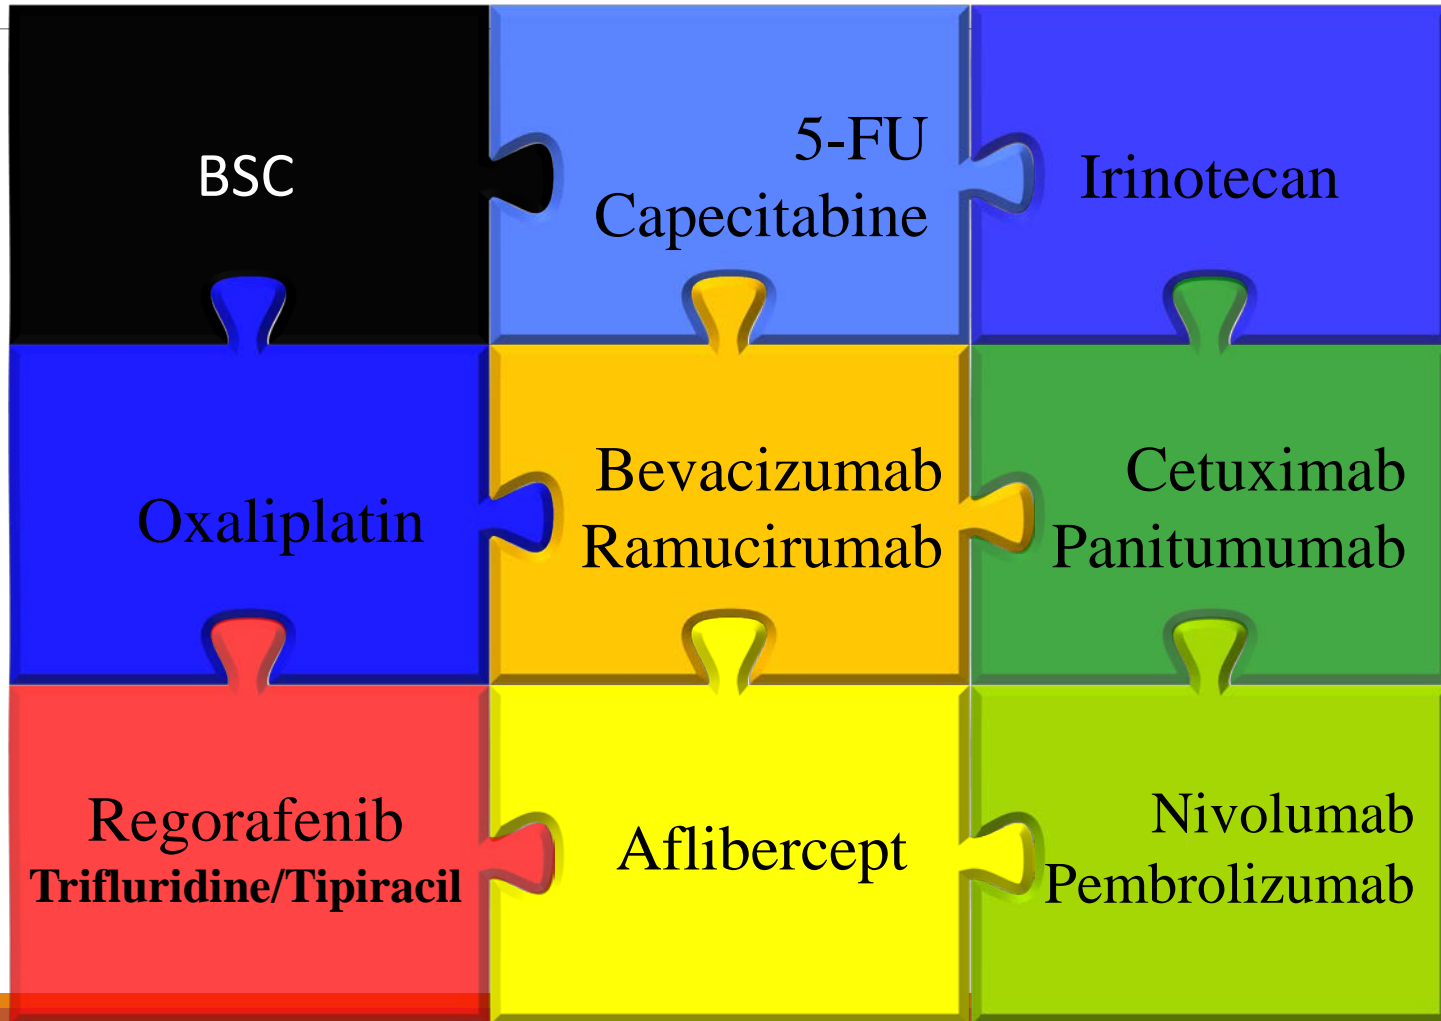 BSC
5-FU
Capecitabine
Irinotecan
Oxaliplatin
Bevacizumab
Ramucirumab
Cetuximab
Panitumumab
Regorafenib
Trifluridine/Tipiracil
Aflibercept
Nivolumab
Pembrolizumab